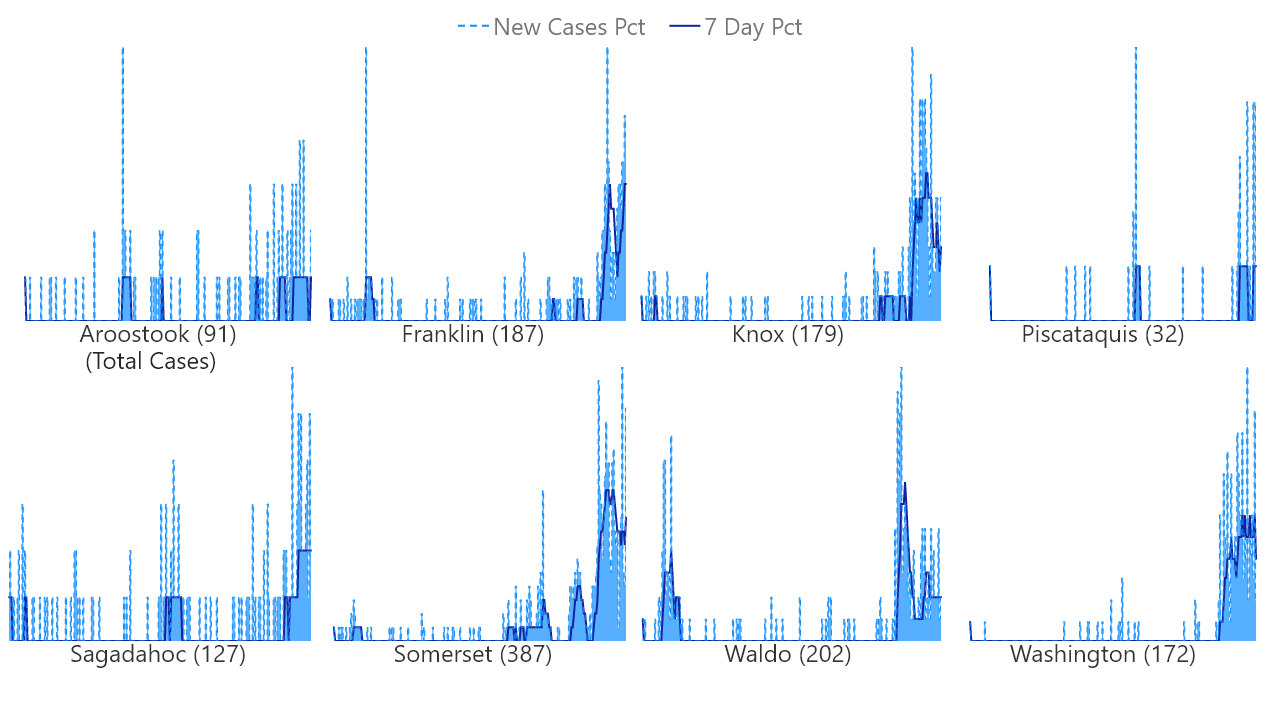 New Cases Pct 7 Day Pct
Aroostook (91) Franklin (187) Knox (179) Piscataquis (32)
(Total Cases)
Sagadahoc (127) Somerset (387) Waldo (202) Washington (172)